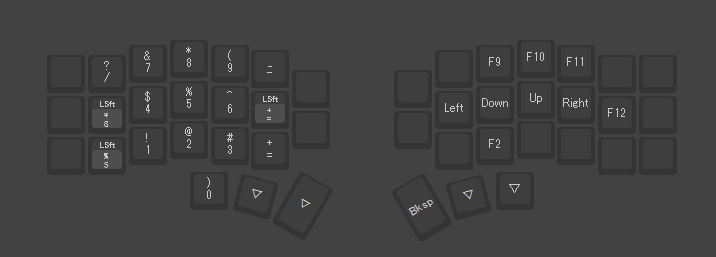 ?
/
&
7
*
8
(
9
_
-
F9
F10
F11
LSft
*
8
$
4
%
5
^
6
LSft
+
=
Left
Down
Up
Right
F12
LSft
%
5
!
1
@
2
#
3
+
=
F2
)
0
Bksp